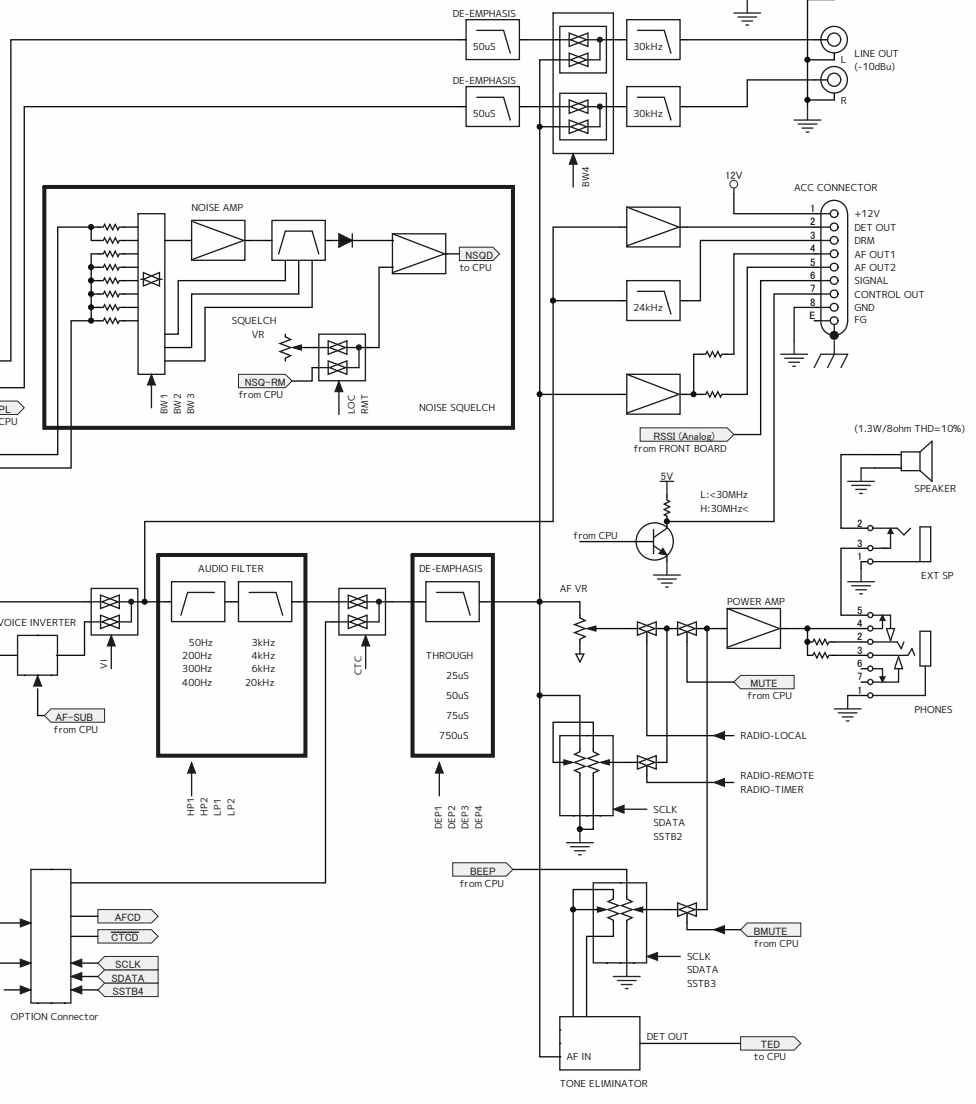 DE-EMPHASIS
50uS
30kHz
L
LINE OUT
(-10dBu)
DE-EMPHASIS
50uS
30kHz
R
BW4
12V
ACC CONNECTOR
1 +12V
2 DET OUT
3 DRM
4 AF OUT1
5 AF OUT2
6 SIGNAL
7 CONTROL OUT
8 GND
E FG
24kHz
NOISE AMP
NSQD
to CPU
SQUELCH
VR
NSQ-RM
from CPU
BW1
BW2
BW3
LOC
RMT
NOISE SQUELCH
PL
CPU
RSSI (Analog)
from FRONT BOARD
5V
L:<30MHz
H:30MHz<
from CPU
(1.3W/8ohm THD=10%)
SPEAKER
2
3
1
EXT SP
5
4
2
3
6
7
1
PHONES
VOICE INVERTER
VI
AF-SUB
from CPU
AUDIO FILTER
50Hz 3kHz
200Hz 4kHz
300Hz 6kHz
400Hz 20kHz
HP1
HP2
LP1
LP2
CTC
DE-EMPHASIS
THROUGH
25uS
50uS
75uS
750uS
DEP1
DEP2
DEP3
DEP4
AF VR
POWER AMP
MUTE
from CPU
RADIO-LOCAL
RADIO-REMOTE
RADIO-TIMER
SCLK
SDATA
SSTB2
BEEP
from CPU
BMUTE
from CPU
SCLK
SDATA
SSTB3
AFCD
CTCD
SCLK
SDATA
SSTB4
OPTION Connector
AF IN
DET OUT
TED
to CPU
TONE ELIMINATOR